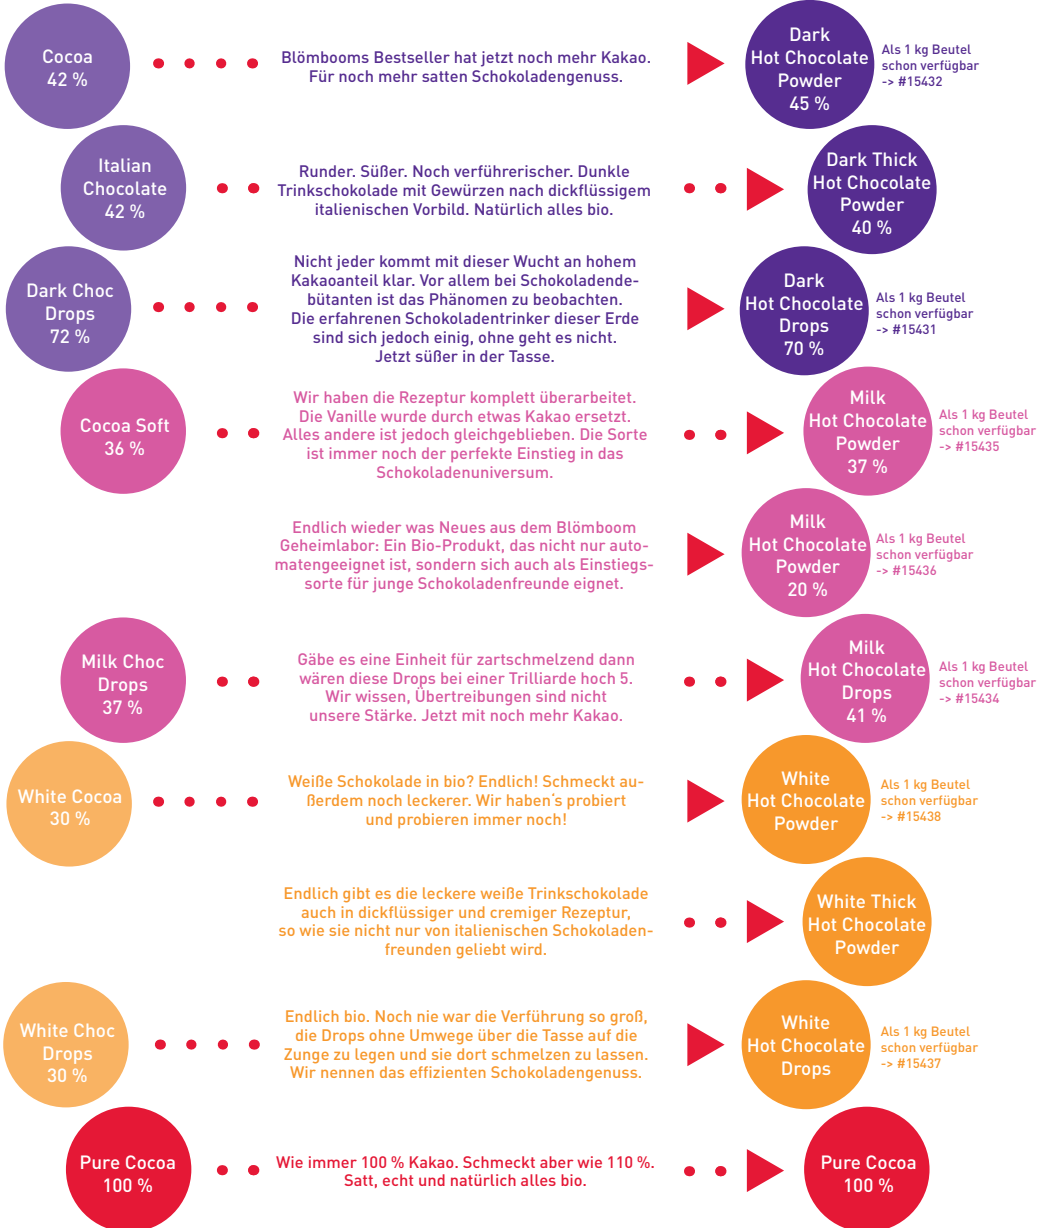 Cocoa
42 %
Blömbooms Bestseller hat jetzt noch mehr Kakao.
Für noch mehr satten Schokoladengenuss.
Dark
Hot Chocolate
Powder
45 %
Als 1 kg Beutel
schon verfügbar
-> #15432
Italian
Chocolate
42 %
Runder. Süßer. Noch verführerischer. Dunkle
Trinkschokolade mit Gewürzen nach dickflüssigem
italienischen Vorbild. Natürlich alles bio.
Dark Thick
Hot Chocolate
Powder
40 %
Dark Choc
Drops
72 %
Nicht jeder kommt mit dieser Wucht an hohem
Kakaoanteil klar. Vor allem bei Schokoladende-
bütanten ist das Phänomen zu beobachten.
Die erfahrenen Schokoladentrinker dieser Erde
sind sich jedoch einig, ohne geht es nicht.
Jetzt süßer in der Tasse.
Dark
Hot Chocolate
Drops
70 %
Als 1 kg Beutel
schon verfügbar
-> #15431
Cocoa Soft
36 %
Wir haben die Rezeptur komplett überarbeitet.
Die Vanille wurde durch etwas Kakao ersetzt.
Alles andere ist jedoch gleichgeblieben. Die Sorte
ist immer noch der perfekte Einstieg in das
Schokoladenuniversum.
Milk
Hot Chocolate
Powder
37 %
Als 1 kg Beutel
schon verfügbar
-> #15435
Endlich wieder was Neues aus dem Blömboom
Geheimlabor: Ein Bio-Produkt, das nicht nur auto-
matengeeignet ist, sondern sich auch als Einstiegs-
sorte für junge Schokoladenfreunde eignet.
Milk
Hot Chocolate
Powder
20 %
Als 1 kg Beutel
schon verfügbar
-> #15436
Milk Choc
Drops
37 %
Gäbe es eine Einheit für zartschmelzend dann
wären diese Drops bei einer Trilliarde hoch 5.
Wir wissen, Übertreibungen sind nicht
unsere Stärke. Jetzt mit noch mehr Kakao.
Milk
Hot Chocolate
Drops
41 %
Als 1 kg Beutel
schon verfügbar
-> #15434
White Cocoa
30 %
Weiße Schokolade in bio? Endlich! Schmeckt au-
ßerdem noch leckerer. Wir haben´s probiert
und probieren immer noch!
White
Hot Chocolate
Powder
Als 1 kg Beutel
schon verfügbar
-> #15438
Endlich gibt es die leckere weiße Trinkschokolade
auch in dickflüssiger und cremiger Rezeptur,
so wie sie nicht nur von italienischen Schokoladen-
freunden geliebt wird.
White Thick
Hot Chocolate
Powder
White Choc
Drops
30 %
Endlich bio. Noch nie war die Verführung so groß,
die Drops ohne Umwege über die Tasse auf die
Zunge zu legen und sie dort schmelzen zu lassen.
Wir nennen das effizienten Schokoladengenuss.
White
Hot Chocolate
Drops
Als 1 kg Beutel
schon verfügbar
-> #15437
Pure Cocoa
100 %
Wie immer 100 % Kakao. Schmeckt aber wie 110 %.
Satt, echt und natürlich alles bio.
Pure Cocoa
100 %